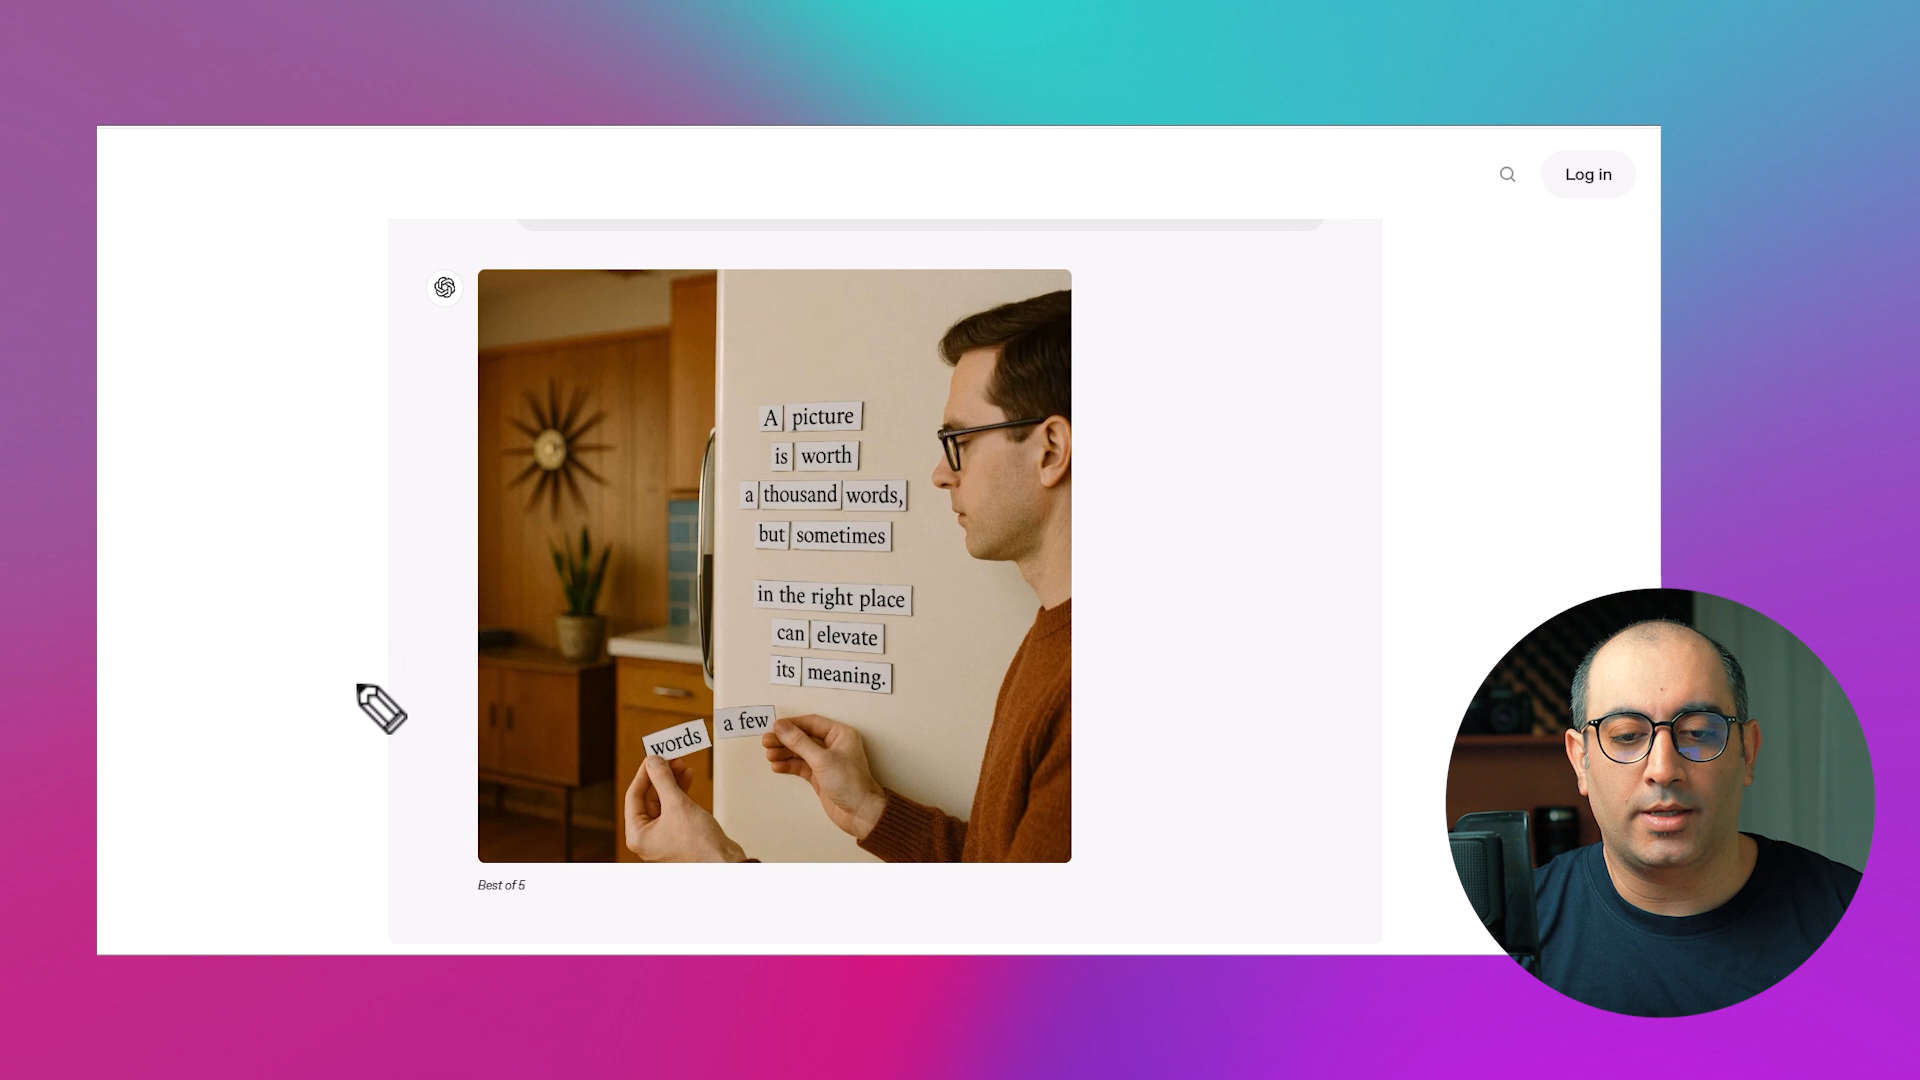 Log in
A picture
is worth
a thousand words,
but sometimes
in the right place
can elevate
its meaning.
words a few
Best of 5